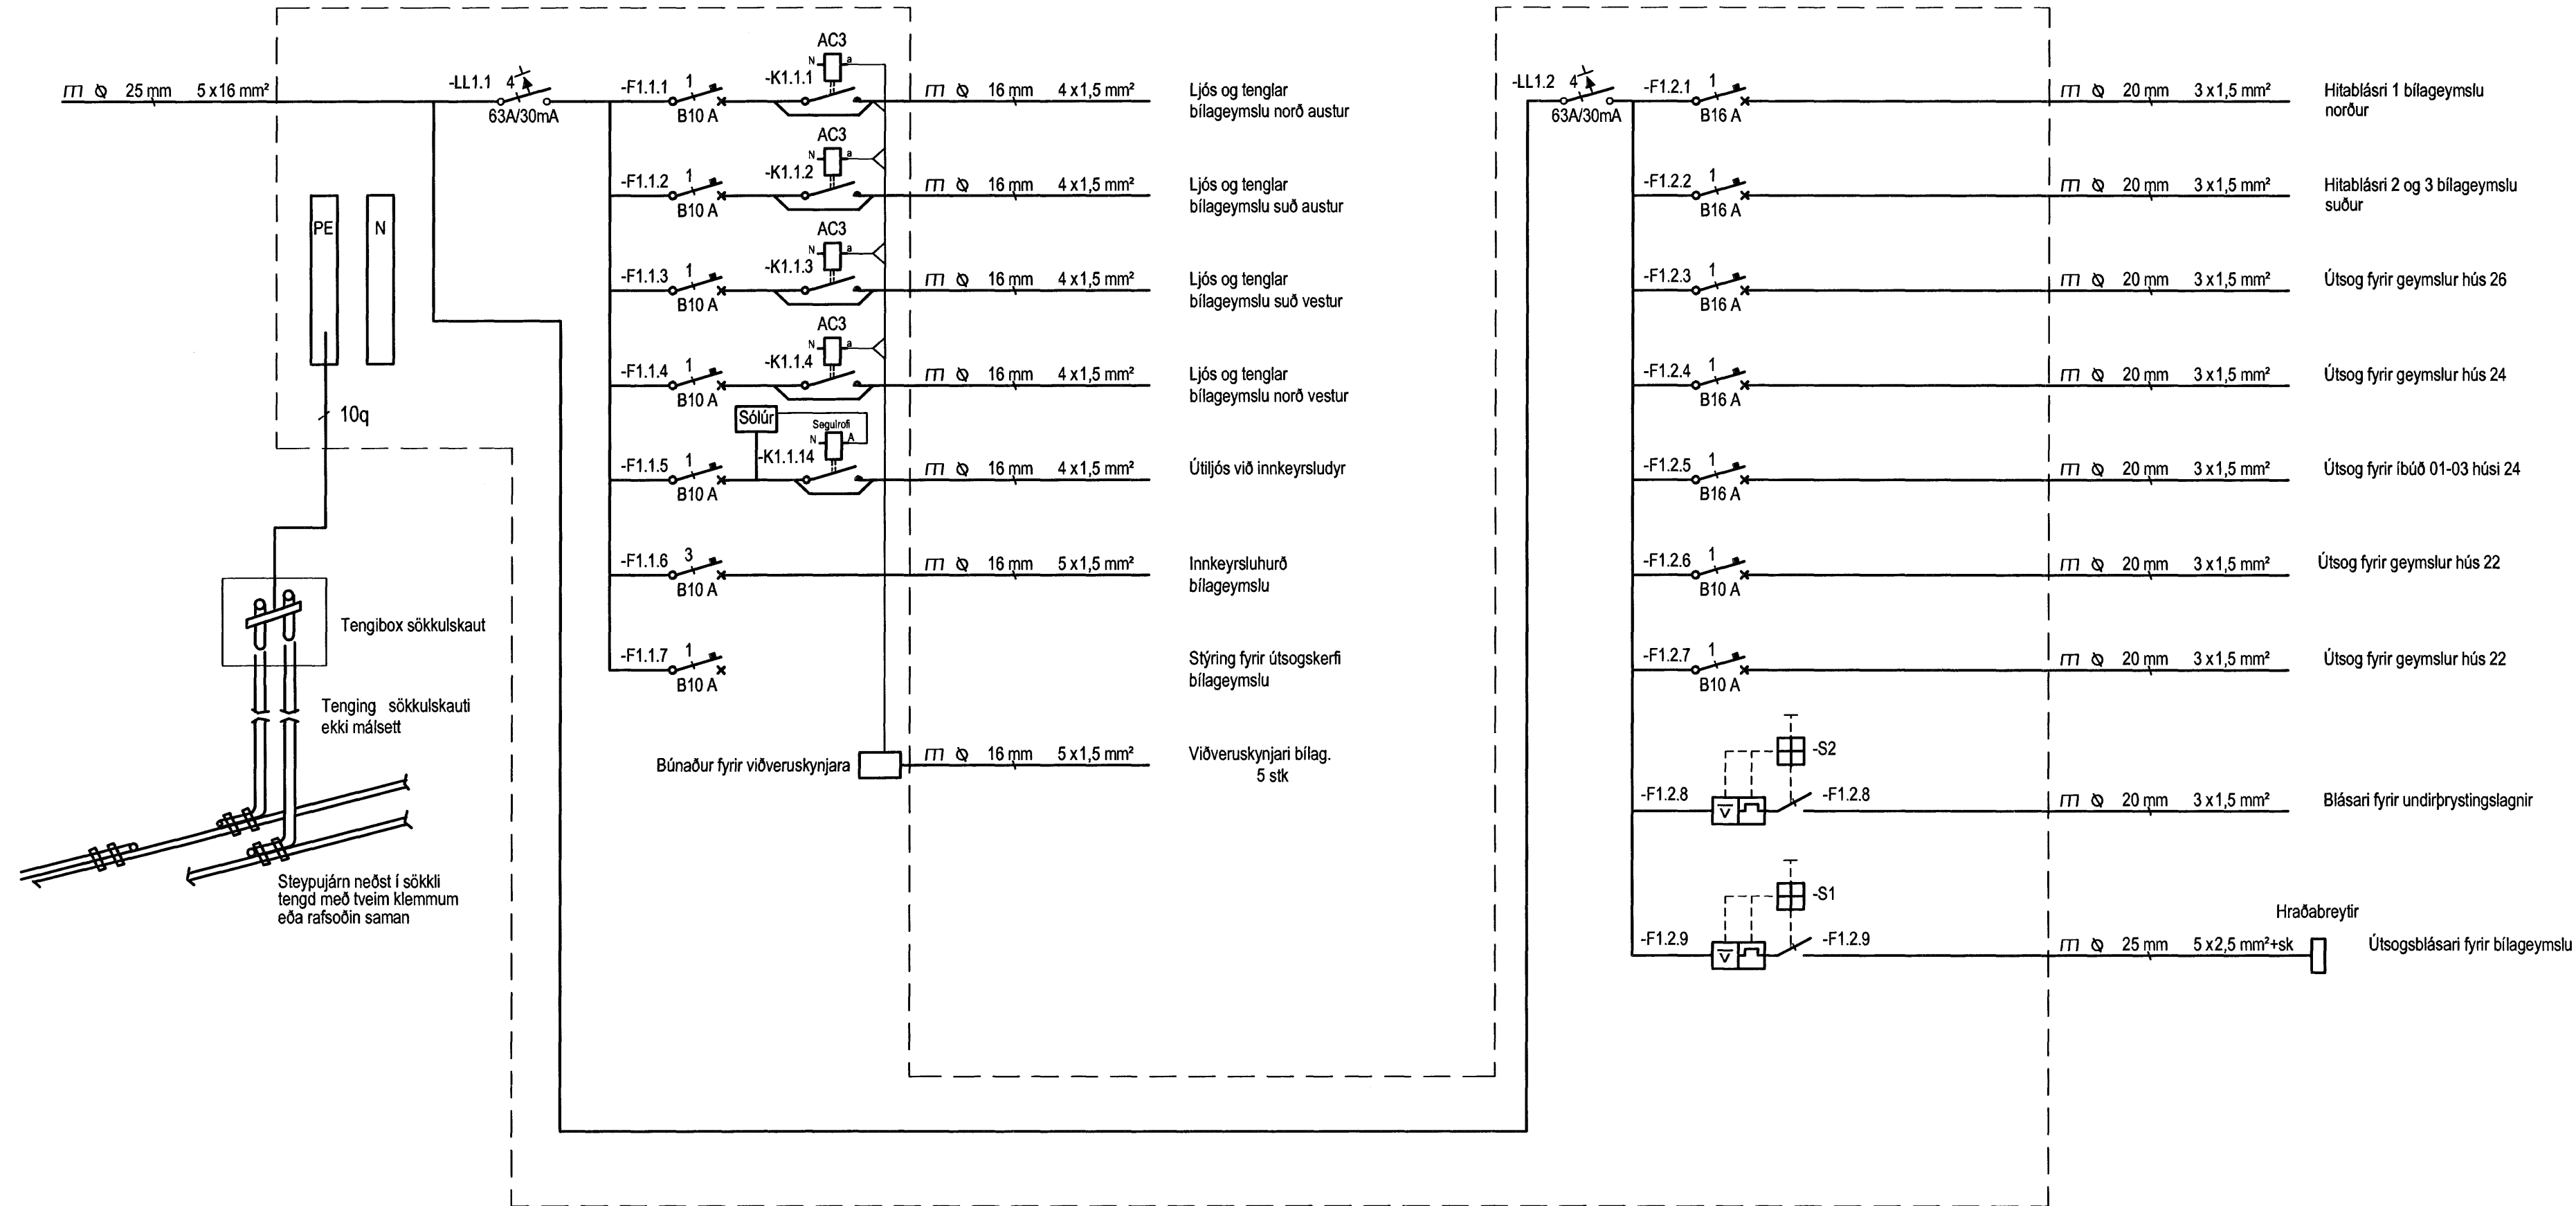 25 mm 5 x 16 mm²
-LL1.1 4
63A/30mA
PE N
10q
Tengibox sökkulskaut
Tenging sökkulskauti
ekki málsett
Steypujárn neðst í sökkli
tengd með tveim klemmum
eða rafsoðin saman
AC3
N a
-F1.1.1 1 -K1.1.1
B10 A
16 mm 4 x 1,5 mm²
Ljós og tenglar
bílageymslu norð austur
AC3
N a
-F1.1.2 1 -K1.1.2
B10 A
16 mm 4 x 1,5 mm²
Ljós og tenglar
bílageymslu suð austur
AC3
N a
-F1.1.3 1 -K1.1.3
B10 A
16 mm 4 x 1,5 mm²
Ljós og tenglar
bílageymslu suð vestur
AC3
N a
-F1.1.4 1 -K1.1.4
B10 A
16 mm 4 x 1,5 mm²
Ljós og tenglar
bílageymslu norð vestur
Sólúr
Segulrofi
N A
-F1.1.5 1 -K1.1.14
B10 A
16 mm 4 x 1,5 mm²
Útiljós við innkeyrsludyr
-F1.1.6 3
B10 A
16 mm 5 x 1,5 mm²
Innkeyrsluhurð
bílageymslu
-F1.1.7 1
B10 A
Stýring fyrir útsogskerfi
bílageymslu
Búnaður fyrir viðveruskynjara
16 mm 5 x 1,5 mm²
Viðveruskynjari bílag.
5 stk
-LL1.2 4
63A/30mA
-F1.2.1 1
B16 A
20 mm 3 x 1,5 mm²
Hitablásri 1 bílageymslu
norður
-F1.2.2 1
B16 A
20 mm 3 x 1,5 mm²
Hitablásri 2 og 3 bílageymslu
suður
-F1.2.3 1
B16 A
20 mm 3 x 1,5 mm²
Útsog fyrir geymslur hús 26
-F1.2.4 1
B16 A
20 mm 3 x 1,5 mm²
Útsog fyrir geymslur hús 24
-F1.2.5 1
B16 A
20 mm 3 x 1,5 mm²
Útsog fyrir íbúð 01-03 húsi 24
-F1.2.6 1
B10 A
20 mm 3 x 1,5 mm²
Útsog fyrir geymslur hús 22
-F1.2.7 1
B10 A
20 mm 3 x 1,5 mm²
Útsog fyrir geymslur hús 22
-S2
-F1.2.8 V -F1.2.8
20 mm 3 x 1,5 mm²
Blásari fyrir undirþrystingslagnir
-S1
-F1.2.9 V -F1.2.9
25 mm 5 x 2,5 mm²+sk
Hraðabreytir
Útsogsblásari fyrir bílageymslu